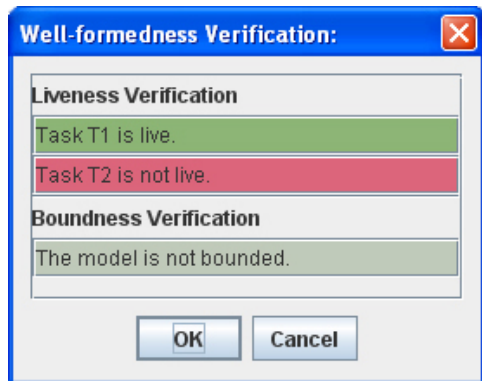 Well-formedness Verification:
Liveness Verification
Task T1 is live.
Task T2 is not live.
Boundness Verification
The model is not bounded.
OK
Cancel